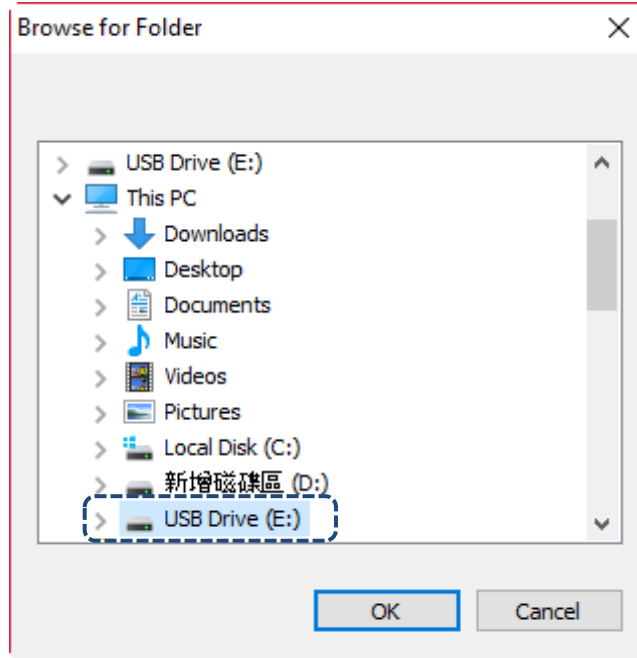 Browse for Folder
USB Drive (E:)
This PC
Downloads
Desktop
Documents
Music
Videos
Pictures
Local Disk (C:)
新增磁碟區 (D:)
USB Drive (E:)
OK Cancel